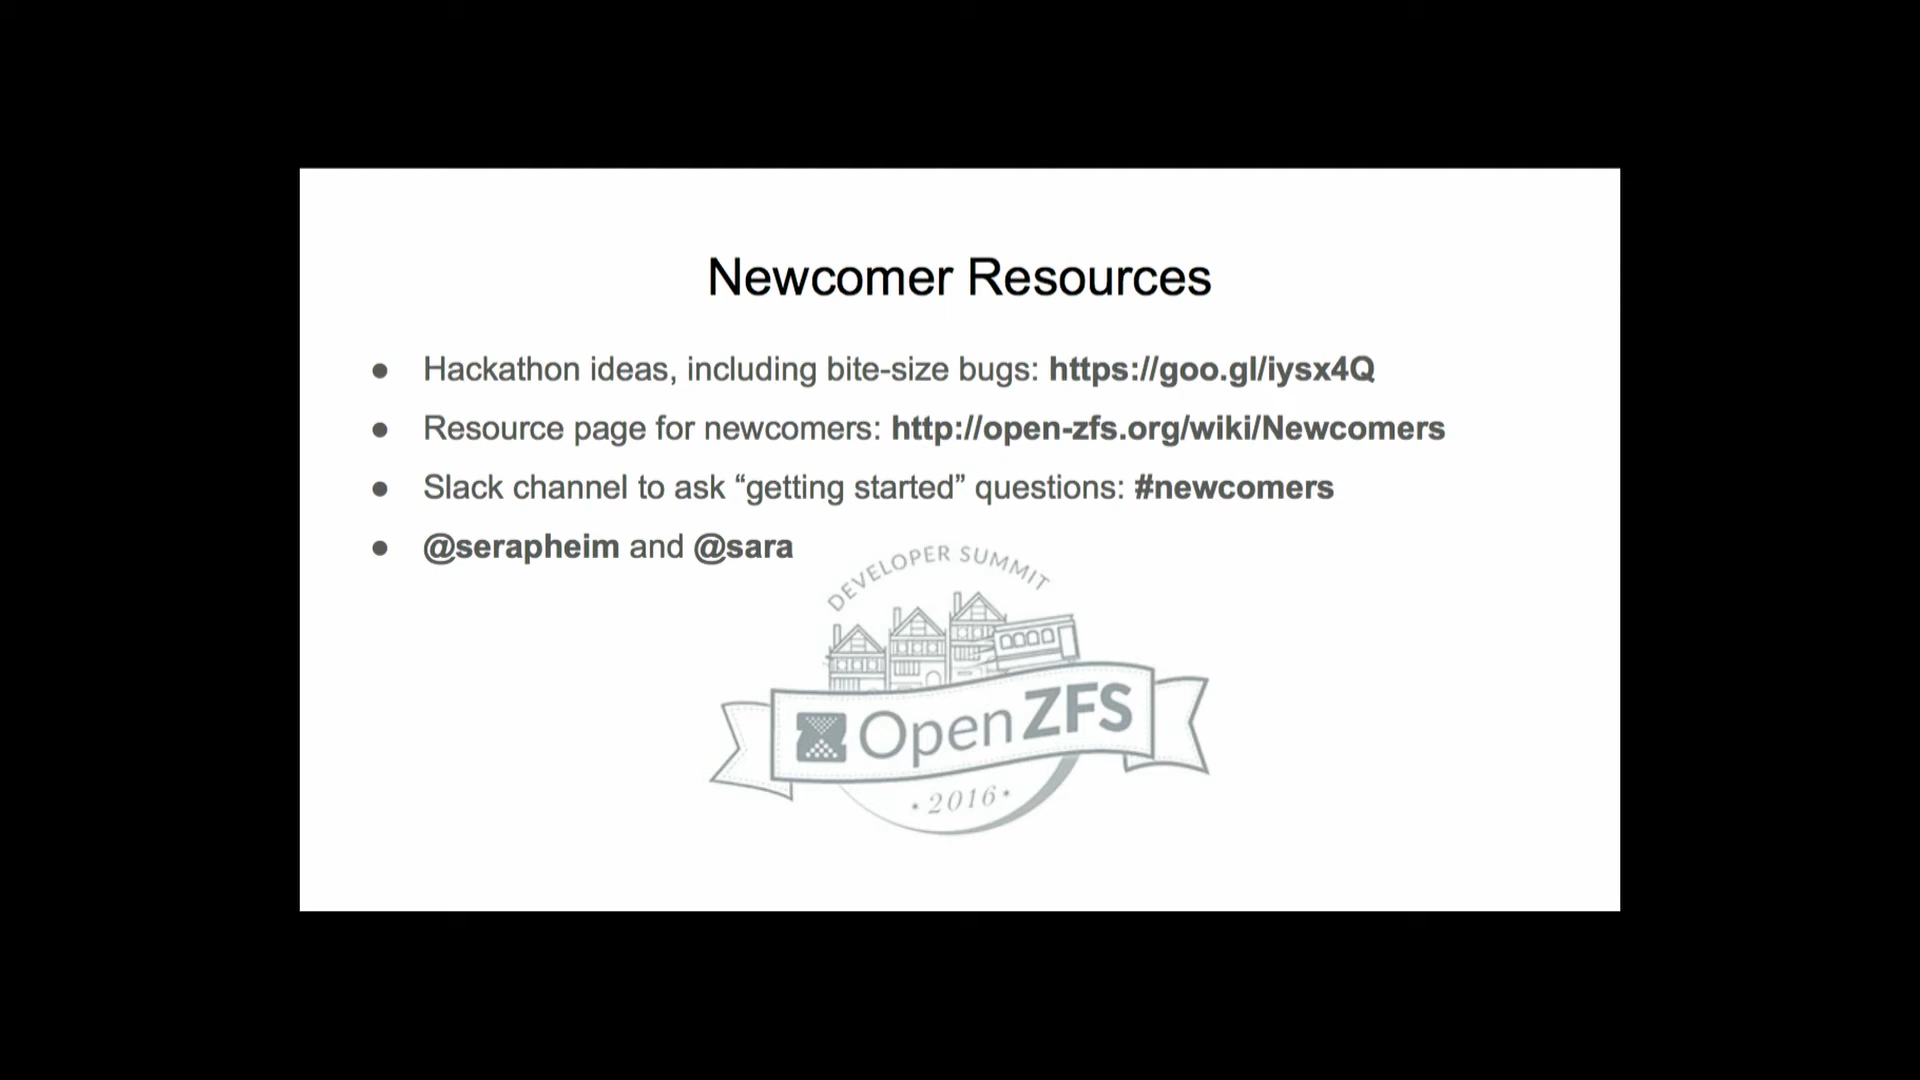 Newcomer Resources
● Hackathon ideas, including bite-size bugs: https://goo.gl/iysx4Q
● Resource page for newcomers: http://open-zfs.org/wiki/Newcomers
● Slack channel to ask “getting started” questions: #newcomers
● @serapheim and @sara
DEVELOPER SUMMIT
OpenZFS
• 2016 •